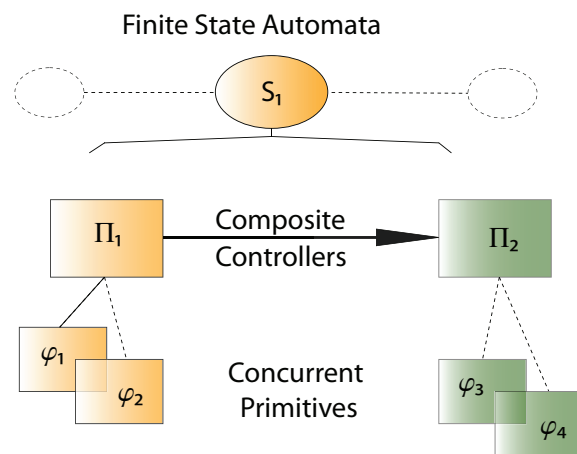 Finite State Automata
S₁
Π₁
Composite
Controllers
Π₂
φ₁
φ₂
Concurrent
Primitives
φ₃
φ₄